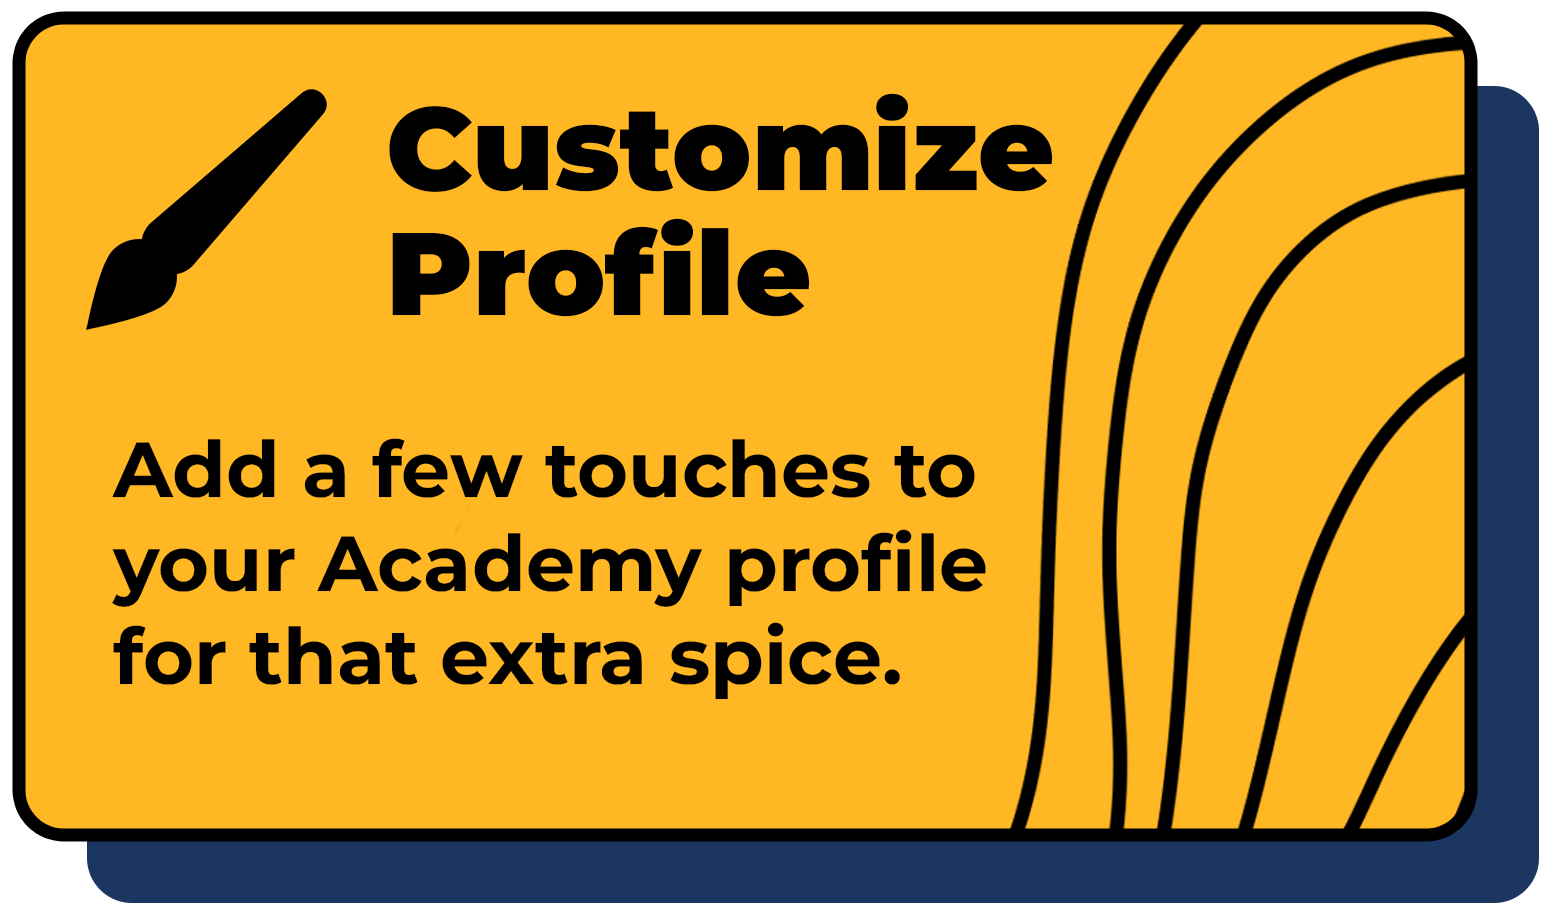 Customize
Profile
Add a few touches to
your Academy profile
for that extra spice.